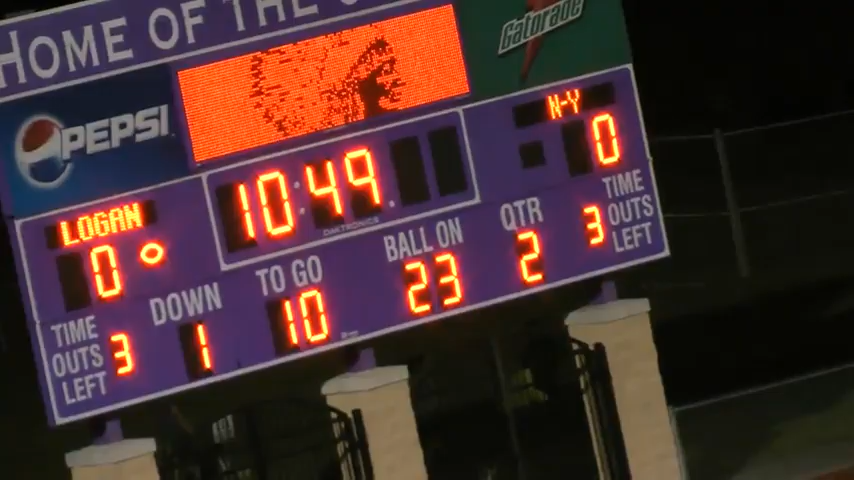 HOME OF THE
PEPSI
Gatorade
LOGAN
0
10:49
DAKTRONICS
N-Y
0
TIME OUTS LEFT 3
DOWN 1
TO GO 10
BALL ON 23
QTR 2
3 TIME OUTS LEFT